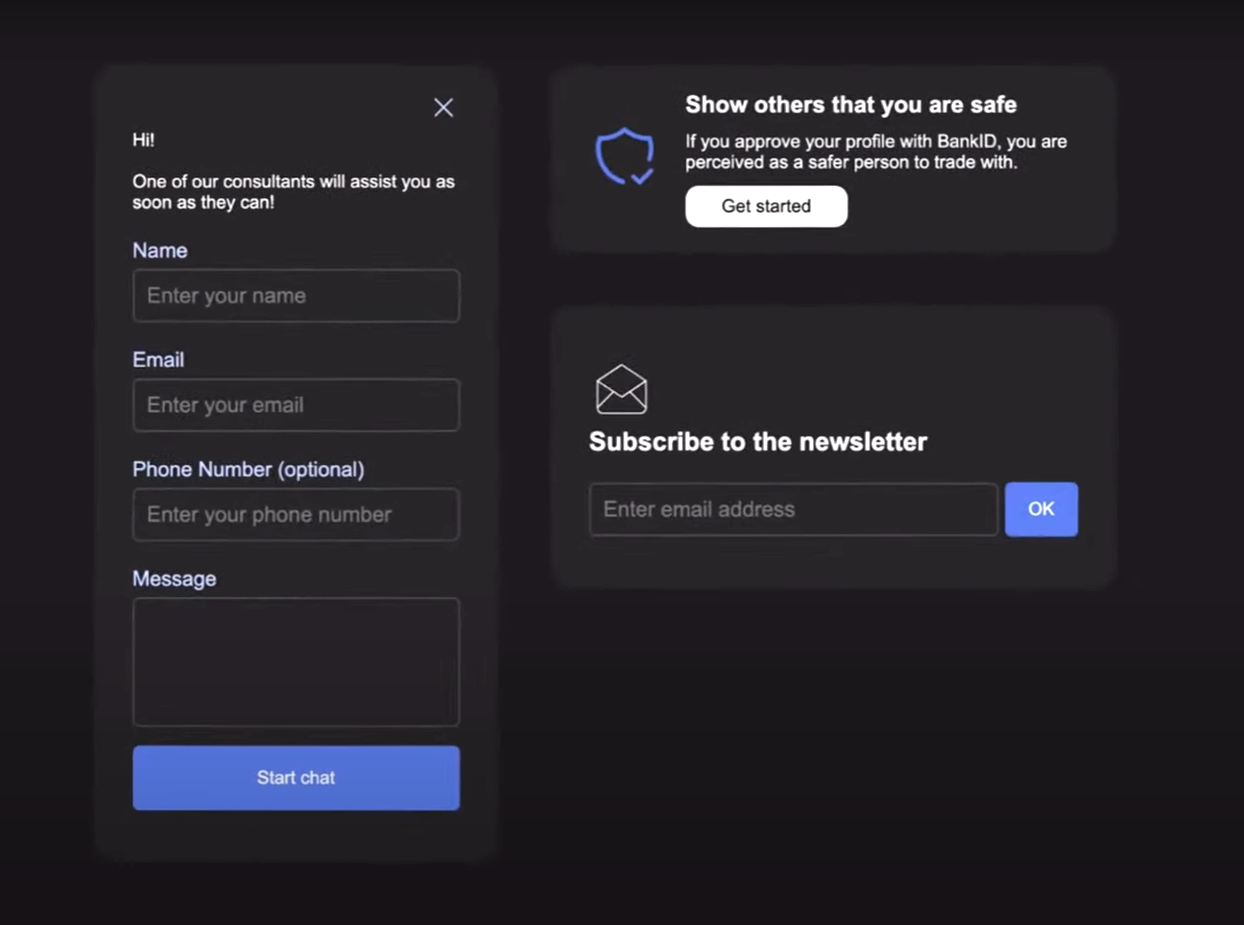 Hi!
One of our consultants will assist you as
soon as they can!
Name
Enter your name
Email
Enter your email
Phone Number (optional)
Enter your phone number
Message
Start chat
Show others that you are safe
If you approve your profile with BankID, you are
perceived as a safer person to trade with.
Get started
Subscribe to the newsletter
Enter email address
OK